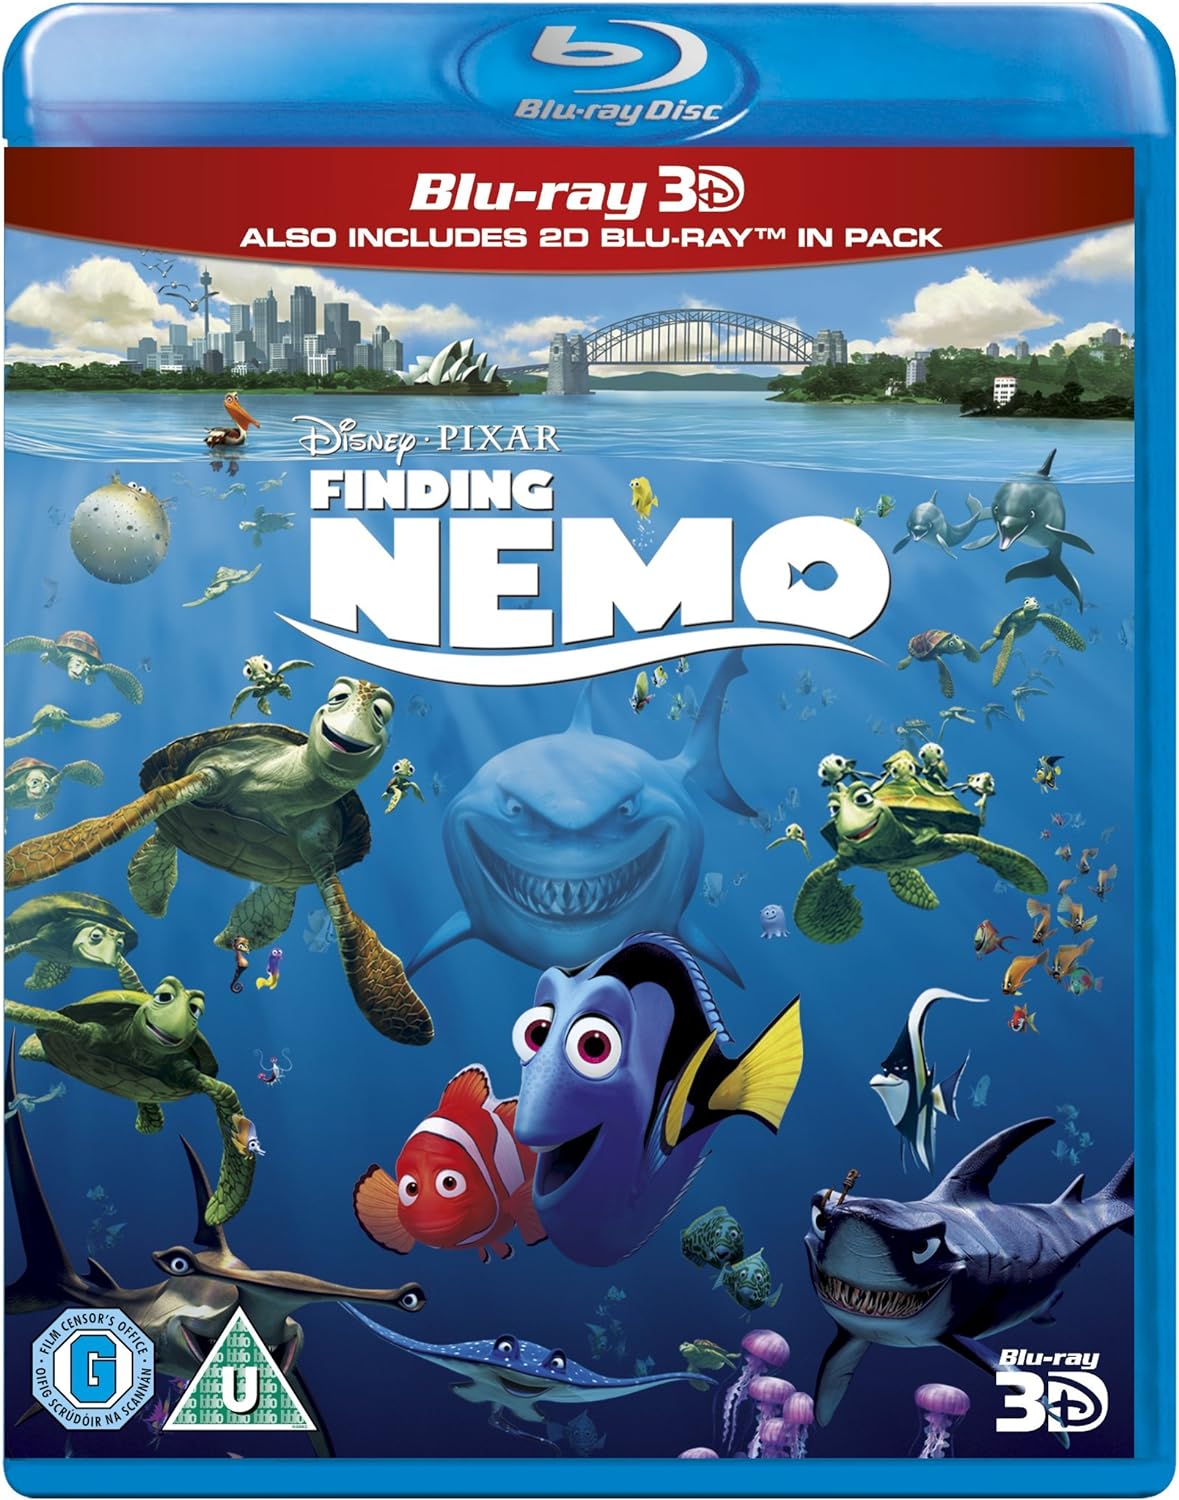 Blu-ray Disc
Blu-ray 3D
ALSO INCLUDES 2D BLU-RAY™ IN PACK
Disney · PIXAR
FINDING
NEMO
· FILM CENSOR'S OFFICE ·
OIFIG SCRÚDÓIR NA SCANNÁN
G
U
Blu-ray
3D